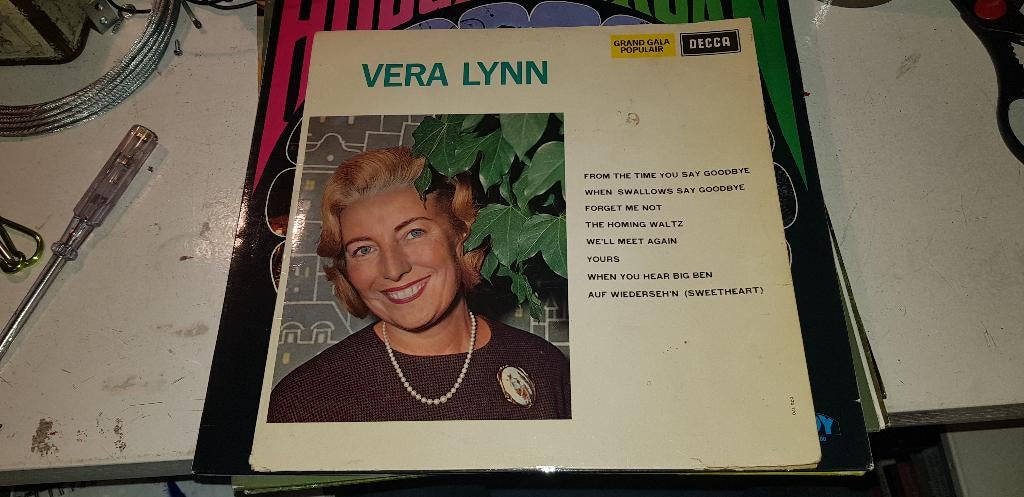 GRAND GALA
POPULAIR
DECCA
VERA LYNN
FROM THE TIME YOU SAY GOODBYE
WHEN SWALLOWS SAY GOODBYE
FORGET ME NOT
THE HOMING WALTZ
WE'LL MEET AGAIN
YOURS
WHEN YOU HEAR BIG BEN
AUF WIEDERSEH'N (SWEETHEART)